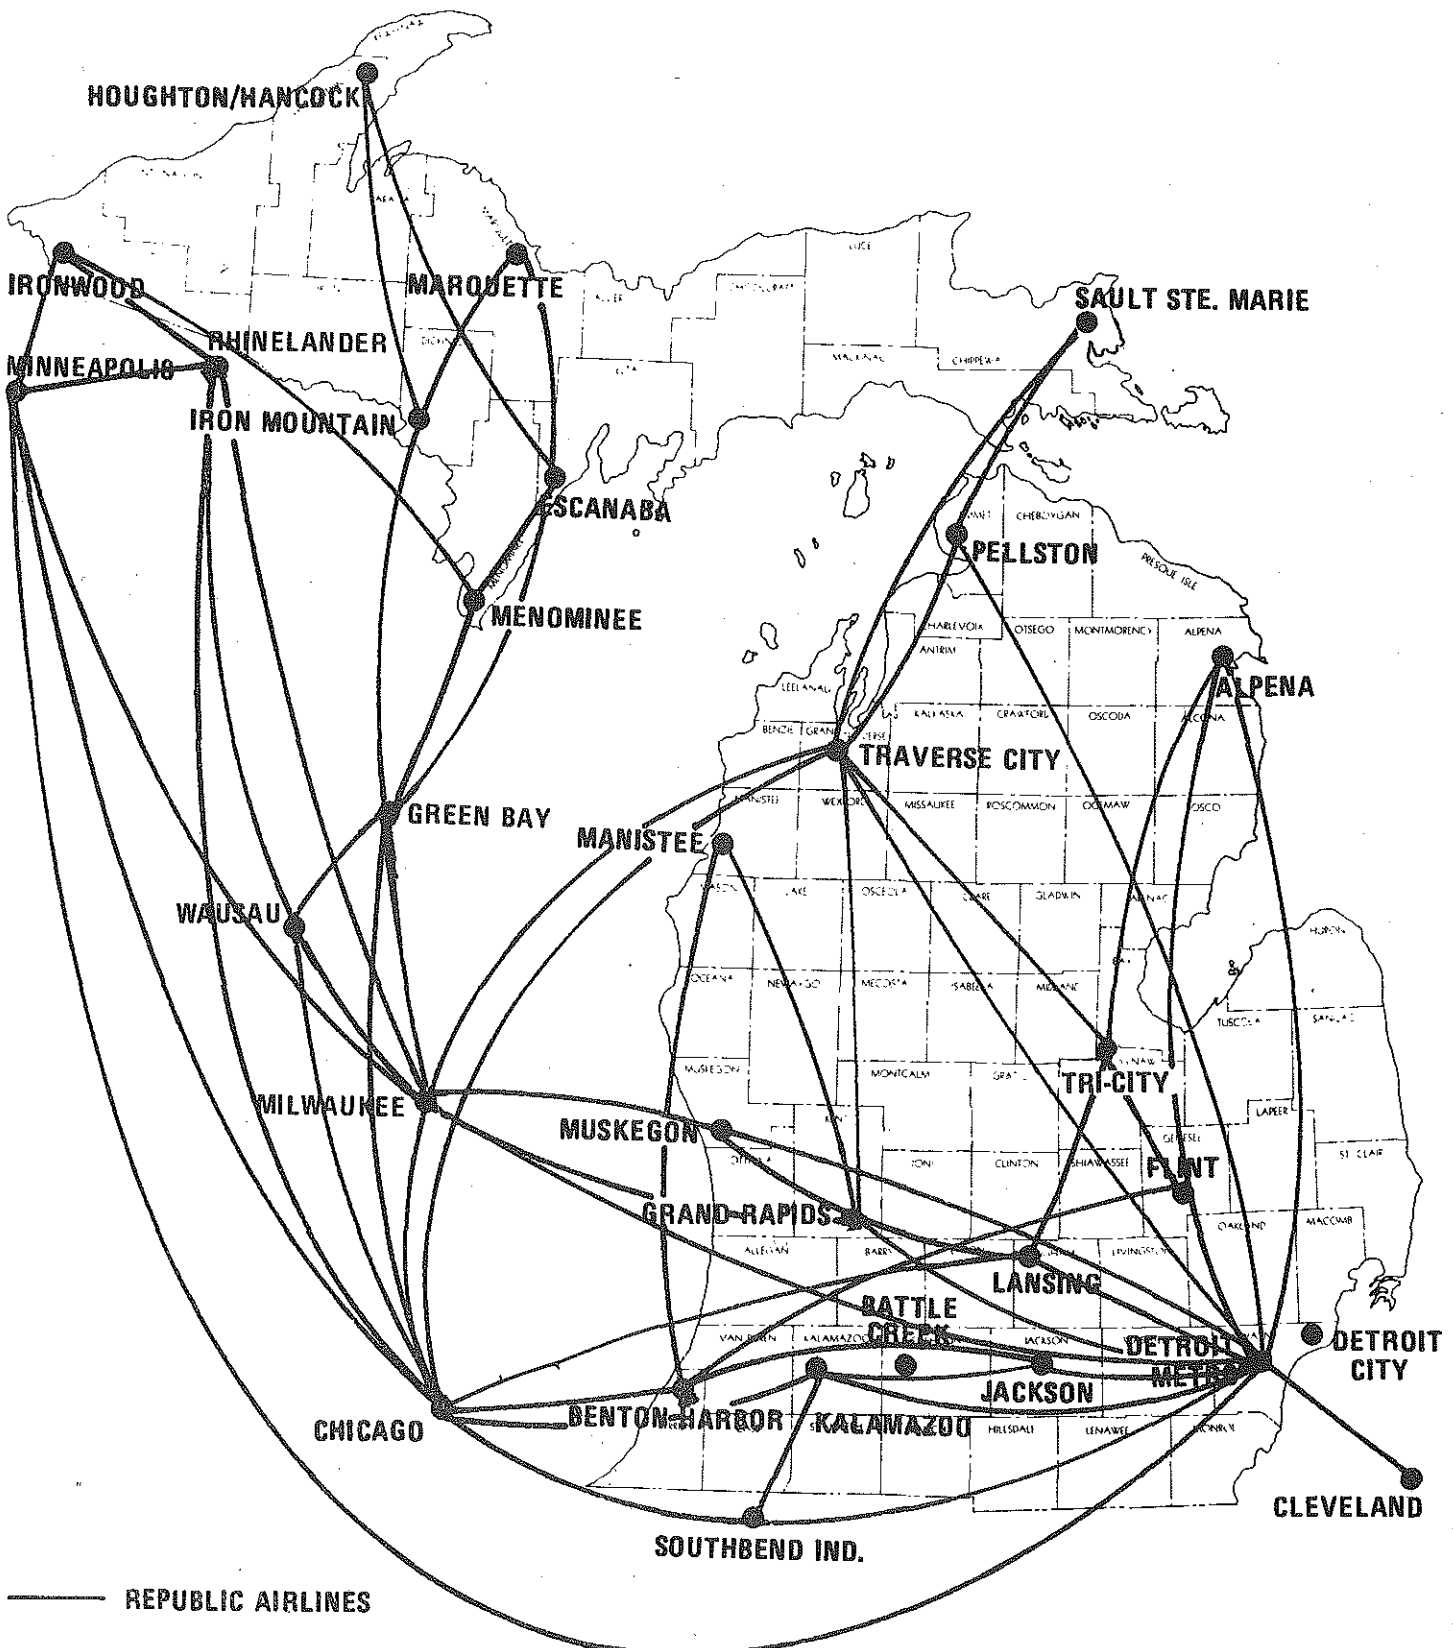 HOUGHTON/HANCOCK
IRONWOOD
MARQUETTE
LUCE
SAULT STE. MARIE
RHINELANDER
MINNEAPOLIS
MACKINAC
CHIPPEWA
IRON MOUNTAIN
ESCANABA
CHEBOYGAN
PELLSTON
PRESQUE ISLE
MENOMINEE
MENOMINEE
CHARLEVOIX
OTSEGO
MONTMORENCY
ALPENA
ANTRIM
ALPENA
LEELANAU
KALKASKA
CRAWFORD
OSCODA
ALCONA
BENZIE
TRAVERSE CITY
GREEN BAY
MANISTEE
WEXFORD
MISSAUKEE
ROSCOMMON
OGEMAW
MANISTEE
MASON
LAKE
OSCEOLA
CLARE
GLADWIN
WAUSAU
HURON
OCEANA
NEWAYGO
MECOSTA
ISABELLA
MIDLAND
TUSCOLA
SANILAC
MUSKEGON
MONTCALM
TRI-CITY
MILWAUKEE
LAPEER
MUSKEGON
CLINTON
SHIAWASSEE
FLINT
ST. CLAIR
GRAND RAPIDS
OAKLAND
MACOMB
ALLEGAN
BARRY
LIVINGSTON
LANSING
BATTLE
CREEK
VAN BUREN
KALAMAZOO
JACKSON
DETROIT
METRO
DETROIT
CITY
JACKSON
CHICAGO
BENTON HARBOR
KALAMAZOO
HILLSDALE
LENAWEE
MONROE
CLEVELAND
SOUTHBEND IND.
REPUBLIC AIRLINES